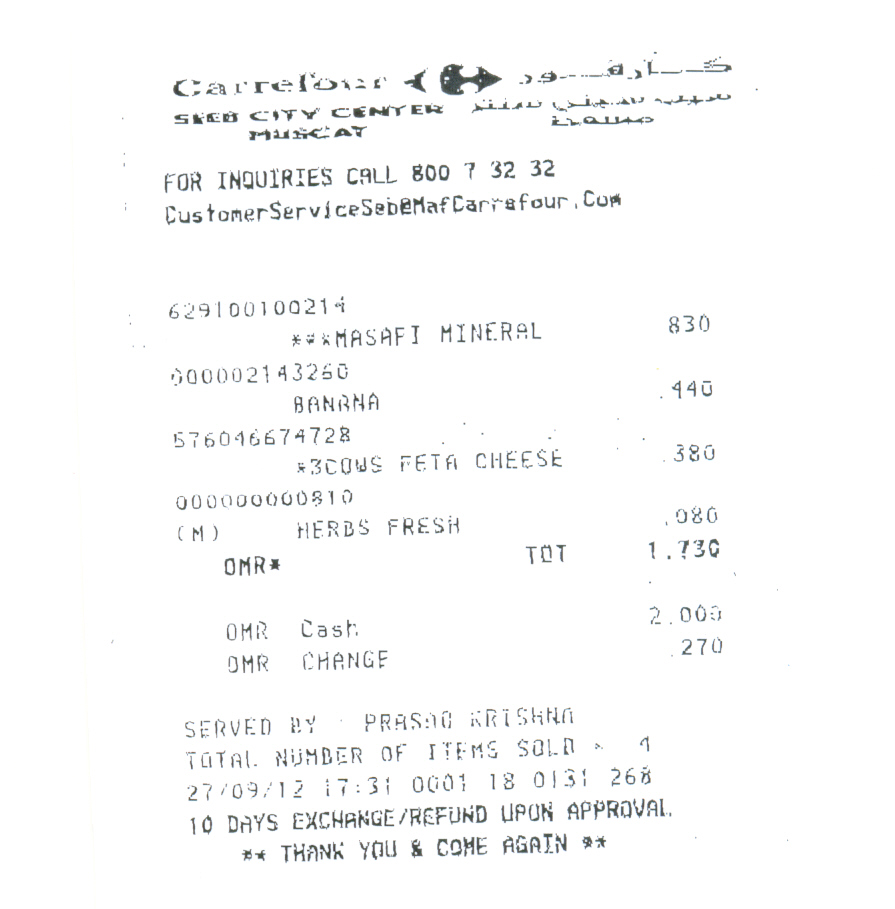 Carrefour كارفور
SEEB CITY CENTER
MUSCAT مسقط
FOR INQUIRIES CALL 800 7 32 32
CustomerServiceSeb@MafCarrefour.Com
629100100214
***MASAFI MINERAL 830
000002143260
BANANA .440
576046674728
*3COWS FETA CHEESE .380
000000000810
(M) HERBS FRESH .080
OMR* TOT 1.730
OMR Cash 2.000
OMR CHANGE .270
SERVED BY : PRASAD KRISHNA
TOTAL NUMBER OF ITEMS SOLD = 4
27/09/12 17:31 0001 18 0131 268
10 DAYS EXCHANGE/REFUND UPON APPROVAL.
** THANK YOU & COME AGAIN **